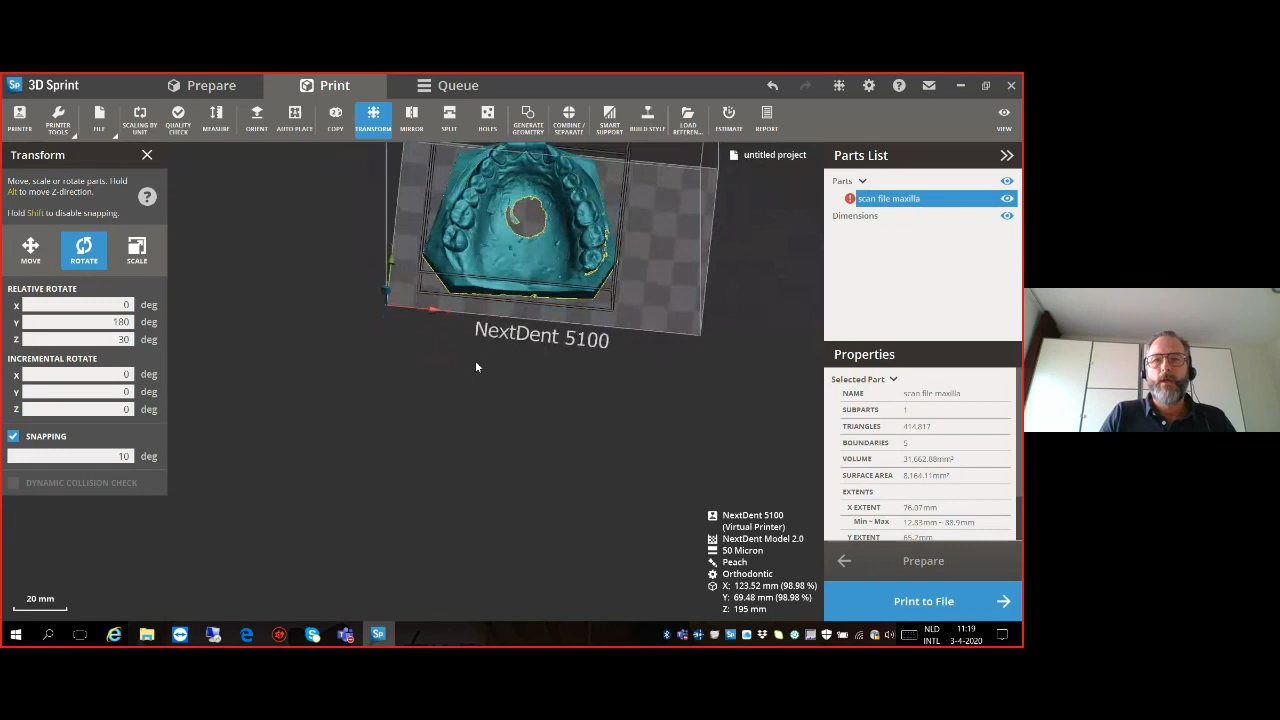 Sp 3D Sprint Prepare Print Queue
PRINTER PRINTER TOOLS FILE SCALING BY UNIT QUALITY CHECK MEASURE ORIENT AUTO PLACE COPY TRANSFORM MIRROR SPLIT HOLES GENERATE GEOMETRY COMBINE / SEPARATE SMART SUPPORT BUILD STYLE LOAD REFEREN... ESTIMATE REPORT VIEW
Transform
Move, scale or rotate parts. Hold
Alt to move Z-direction.
Hold Shift to disable snapping.
?
MOVE ROTATE SCALE
RELATIVE ROTATE
X 0 deg
Y 180 deg
Z 30 deg
INCREMENTAL ROTATE
X 0 deg
Y 0 deg
Z 0 deg
SNAPPING
10 deg
DYNAMIC COLLISION CHECK
20 mm
untitled project
NextDent 5100
NextDent 5100
(Virtual Printer)
NextDent Model 2.0
50 Micron
Peach
Orthodontic
X: 123.52 mm (98.98 %)
Y: 69.48 mm (98.98 %)
Z: 195 mm
Parts List
Parts
scan file maxilla
Dimensions
Properties
Selected Part
NAME scan file maxilla
SUBPARTS 1
TRIANGLES 414,817
BOUNDARIES 5
VOLUME 31,662.88mm³
SURFACE AREA 8,164.11mm²
EXTENTS
X EXTENT 76.07mm
Min ~ Max 12.83mm ~ 88.9mm
Y EXTENT 65.2mm
Prepare
Print to File
NLD
INTL
11:19
3-4-2020